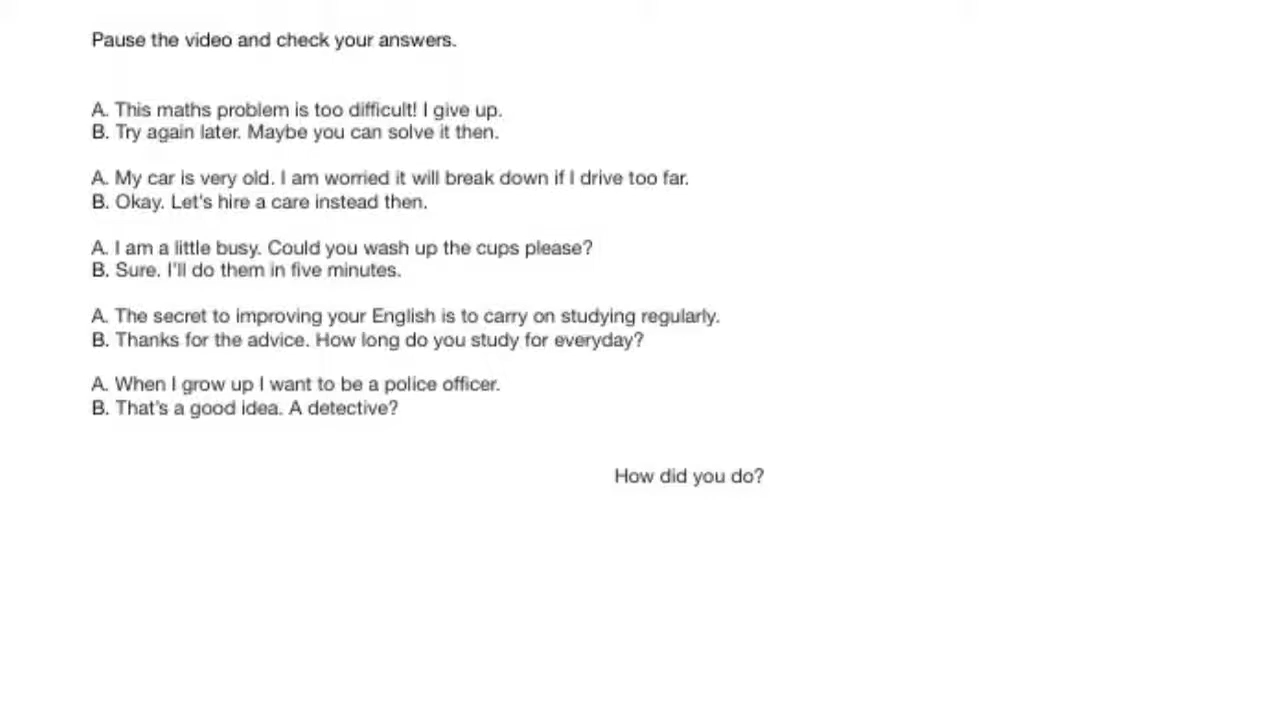 Pause the video and check your answers.
A. This maths problem is too difficult! I give up.
B. Try again later. Maybe you can solve it then.
A. My car is very old. I am worried it will break down if I drive too far.
B. Okay. Let's hire a care instead then.
A. I am a little busy. Could you wash up the cups please?
B. Sure. I'll do them in five minutes.
A. The secret to improving your English is to carry on studying regularly.
B. Thanks for the advice. How long do you study for everyday?
A. When I grow up I want to be a police officer.
B. That's a good idea. A detective?
How did you do?